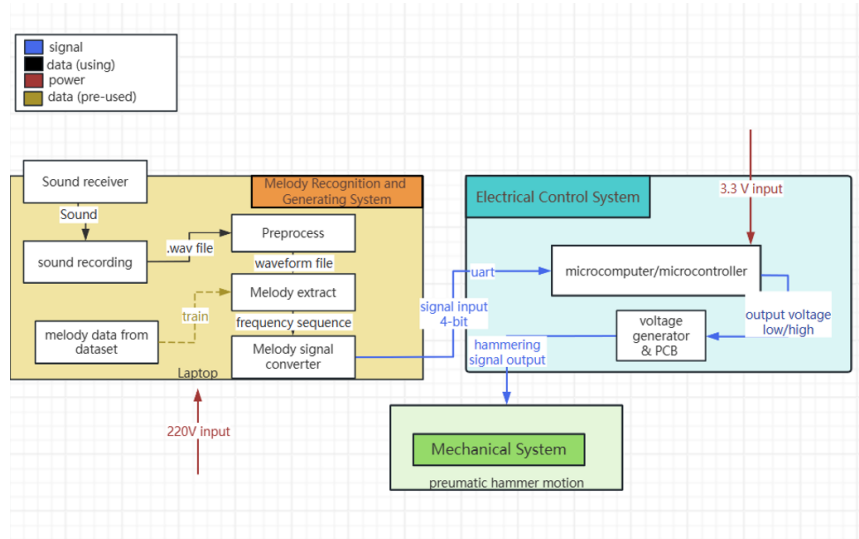 signal
data (using)
power
data (pre-used)
Sound receiver
Melody Recognition and
Generating System
Sound
sound recording
.wav file
Preprocess
waveform file
Melody extract
train
frequency sequence
melody data from
dataset
Melody signal
converter
Laptop
220V input
signal input
4-bit
Electrical Control System
3.3 V input
uart
microcomputer/microcontroller
output voltage
low/high
voltage
generator
& PCB
hammering
signal output
Mechanical System
preumatic hammer motion